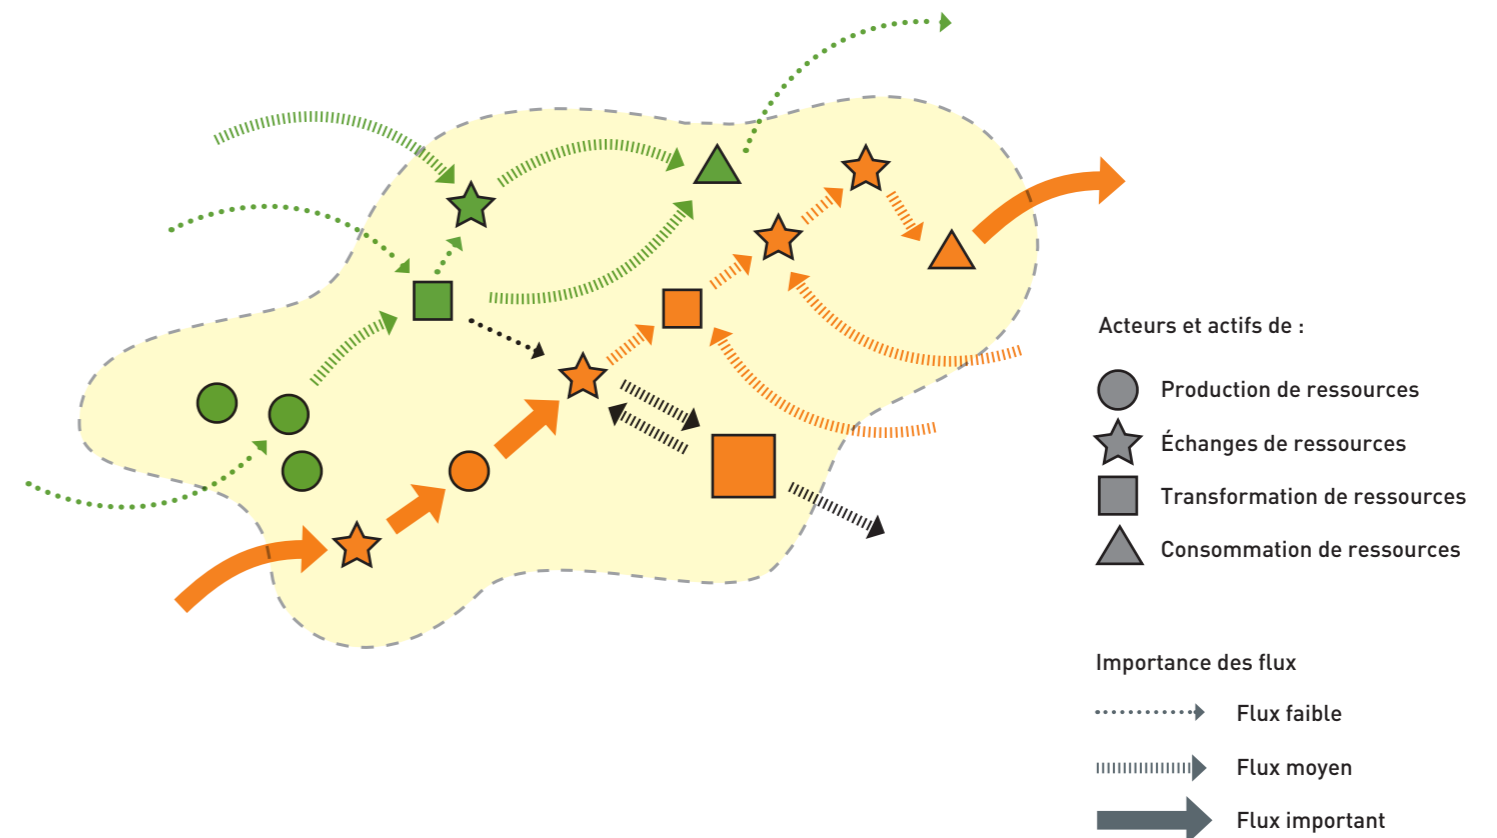 Acteurs et actifs de :
Production de ressources
Échanges de ressources
Transformation de ressources
Consommation de ressources
Importance des flux
Flux faible
Flux moyen
Flux important